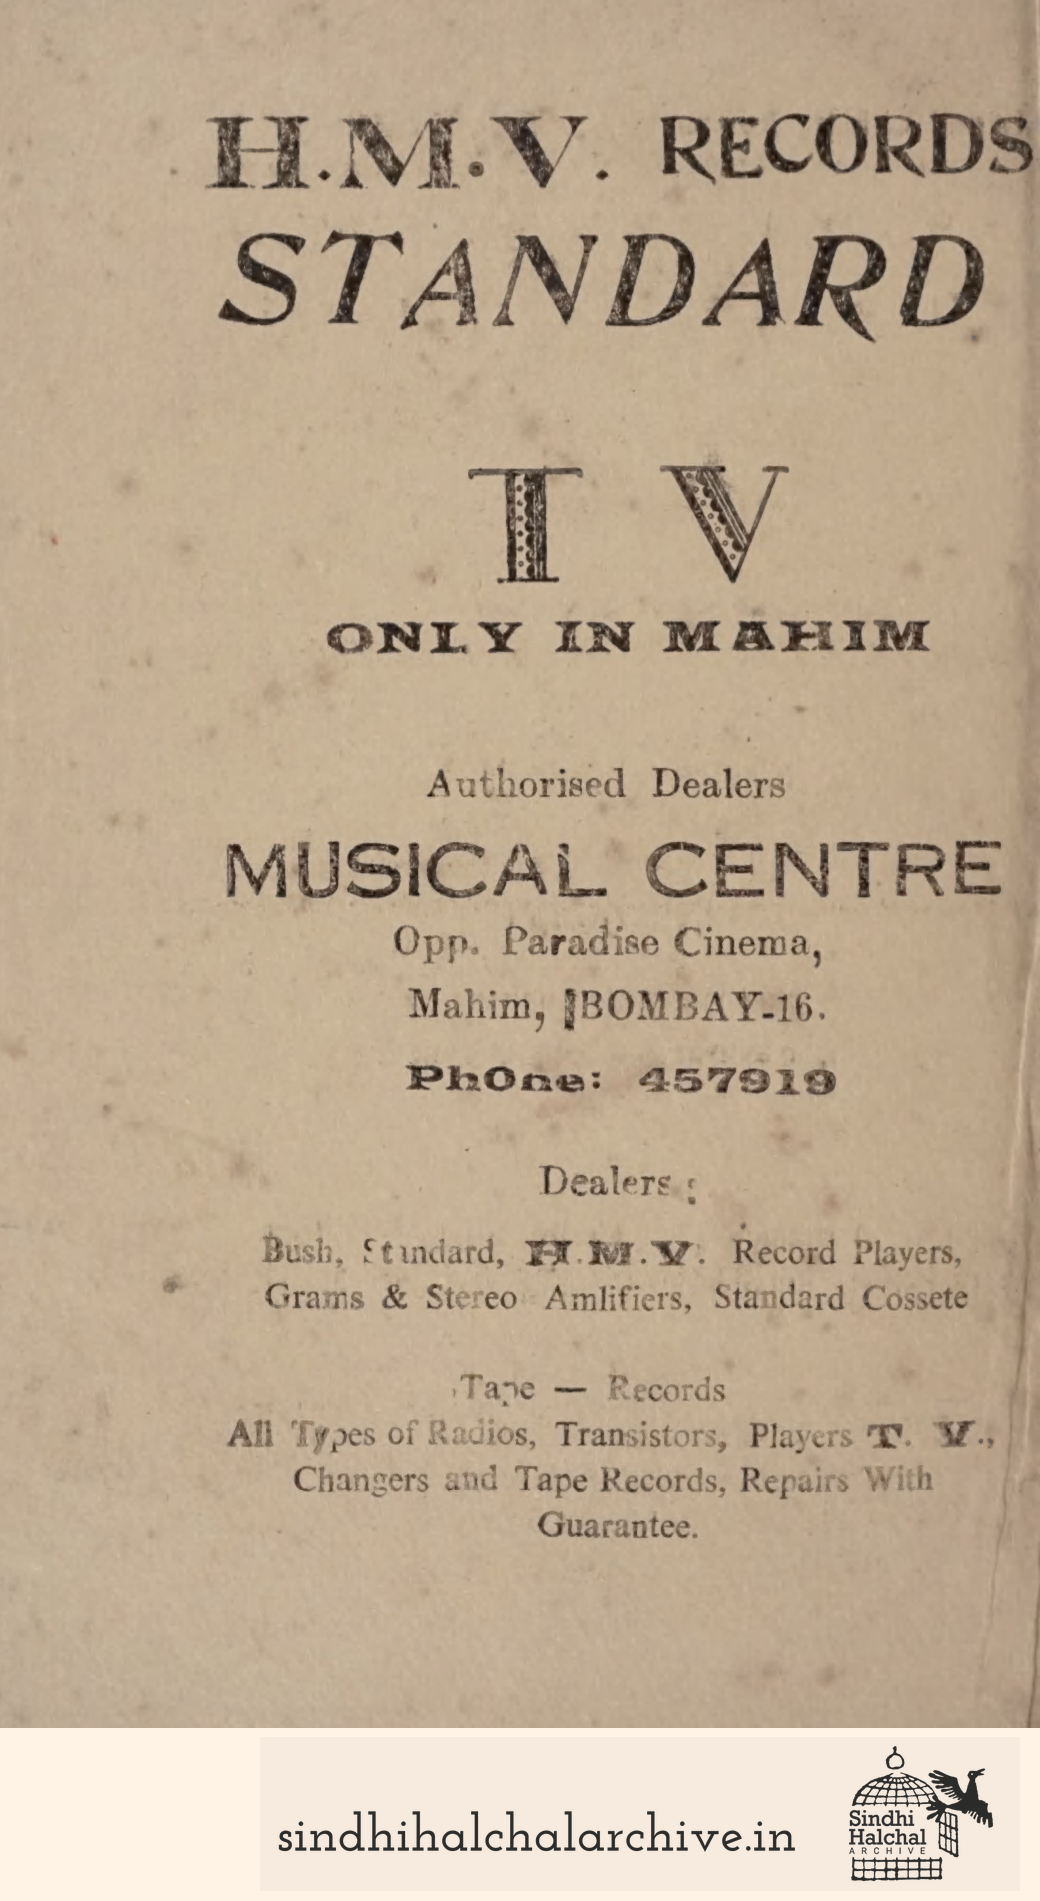 H.M.V. RECORDS
STANDARD
T V
ONLY IN MAHIM
Authorised Dealers
MUSICAL CENTRE
Opp. Paradise Cinema,
Mahim, BOMBAY-16.
PhOne: 457919
Dealers :
Bush, Standard, H.M.V. Record Players,
Grams & Stereo Amlifiers, Standard Cossete
Tape — Records
All Types of Radios, Transistors, Players T. V.,
Changers and Tape Records, Repairs With
Guarantee.
sindhihalchalarchive.in
Sindhi
Halchal
ARCHIVE